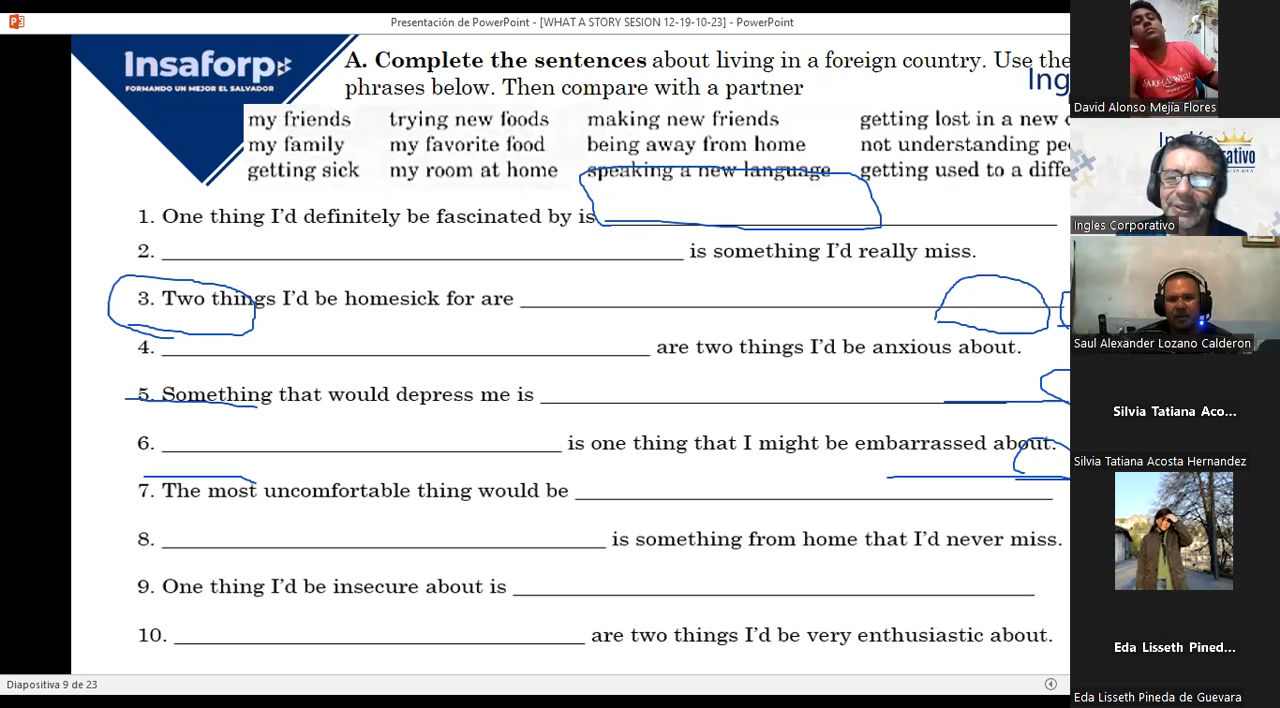 Presentación de PowerPoint - [WHAT A STORY SESION 12-19-10-23] - PowerPoint
Insaforp
FORMANDO UN MEJOR EL SALVADOR
A. Complete the sentences about living in a foreign country. Use the
phrases below. Then compare with a partner
Ing
my friends trying new foods making new friends getting lost in a new
my family my favorite food being away from home not understanding
getting sick my room at home speaking a new language getting used to a
1. One thing I'd definitely be fascinated by is
2. is something I'd really miss.
3. Two things I'd be homesick for are
4. are two things I'd be anxious about.
5. Something that would depress me is
6. is one thing that I might be embarrassed about.
7. The most uncomfortable thing would be
8. is something from home that I'd never miss.
9. One thing I'd be insecure about is
10. are two things I'd be very enthusiastic about.
Diapositiva 9 de 23
David Alonso Mejía Flores
Ingles Corporativo
Saul Alexander Lozano Calderon
Silvia Tatiana Aco...
Silvia Tatiana Acosta Hernandez
Eda Lisseth Pined...
Eda Lisseth Pineda de Guevara